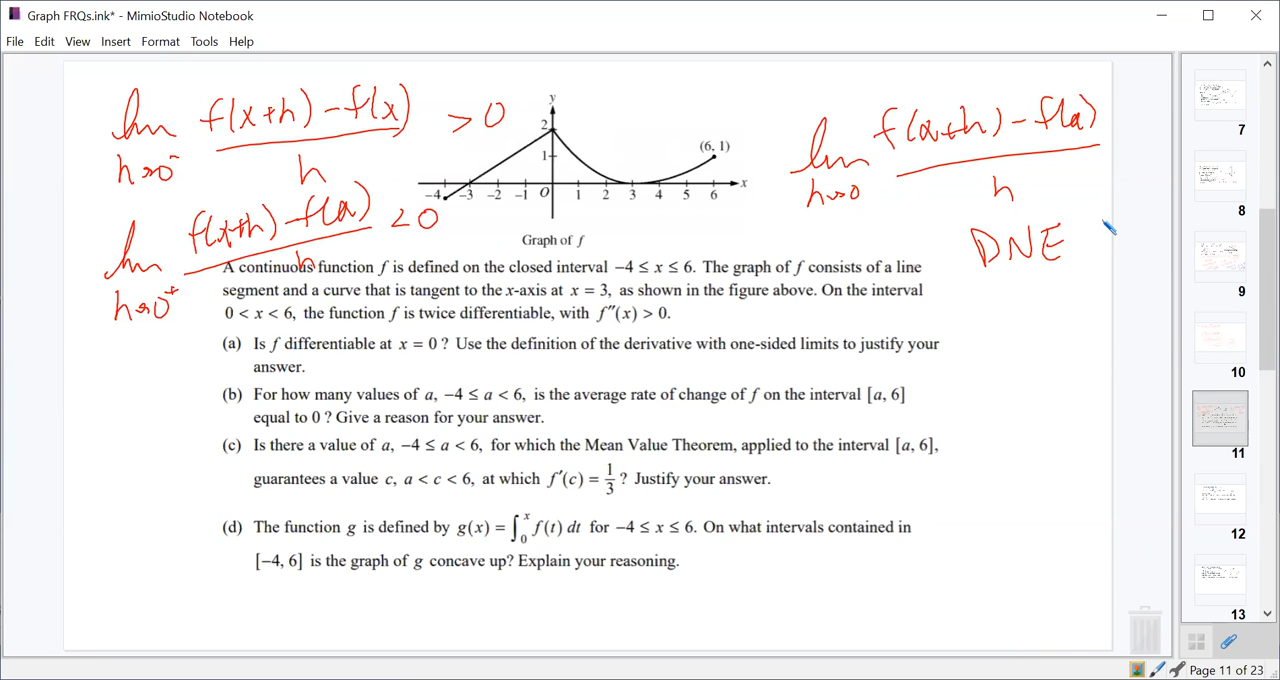 Graph FRQs.ink* - MimioStudio Notebook
File Edit View Insert Format Tools Help
lim h→0⁻ f(x+h) - f(x) / h > 0
lim h→0⁺ f(x+h) - f(a) / h < 0
lim h→0 f(a+h) - f(a) / h
DNE
y
2
1
(6, 1)
−4 −3 −2 −1 O 1 2 3 4 5 6 x
Graph of f
A continuous function f is defined on the closed interval −4 ≤ x ≤ 6. The graph of f consists of a line
segment and a curve that is tangent to the x-axis at x = 3, as shown in the figure above. On the interval
0 < x < 6, the function f is twice differentiable, with f″(x) > 0.
(a) Is f differentiable at x = 0 ? Use the definition of the derivative with one-sided limits to justify your
answer.
(b) For how many values of a, −4 ≤ a < 6, is the average rate of change of f on the interval [a, 6]
equal to 0 ? Give a reason for your answer.
(c) Is there a value of a, −4 ≤ a < 6, for which the Mean Value Theorem, applied to the interval [a, 6],
guarantees a value c, a < c < 6, at which f′(c) = 1/3 ? Justify your answer.
(d) The function g is defined by g(x) = ∫₀ˣ f(t) dt for −4 ≤ x ≤ 6. On what intervals contained in
[−4, 6] is the graph of g concave up? Explain your reasoning.
7
8
9
10
11
12
13
Page 11 of 23